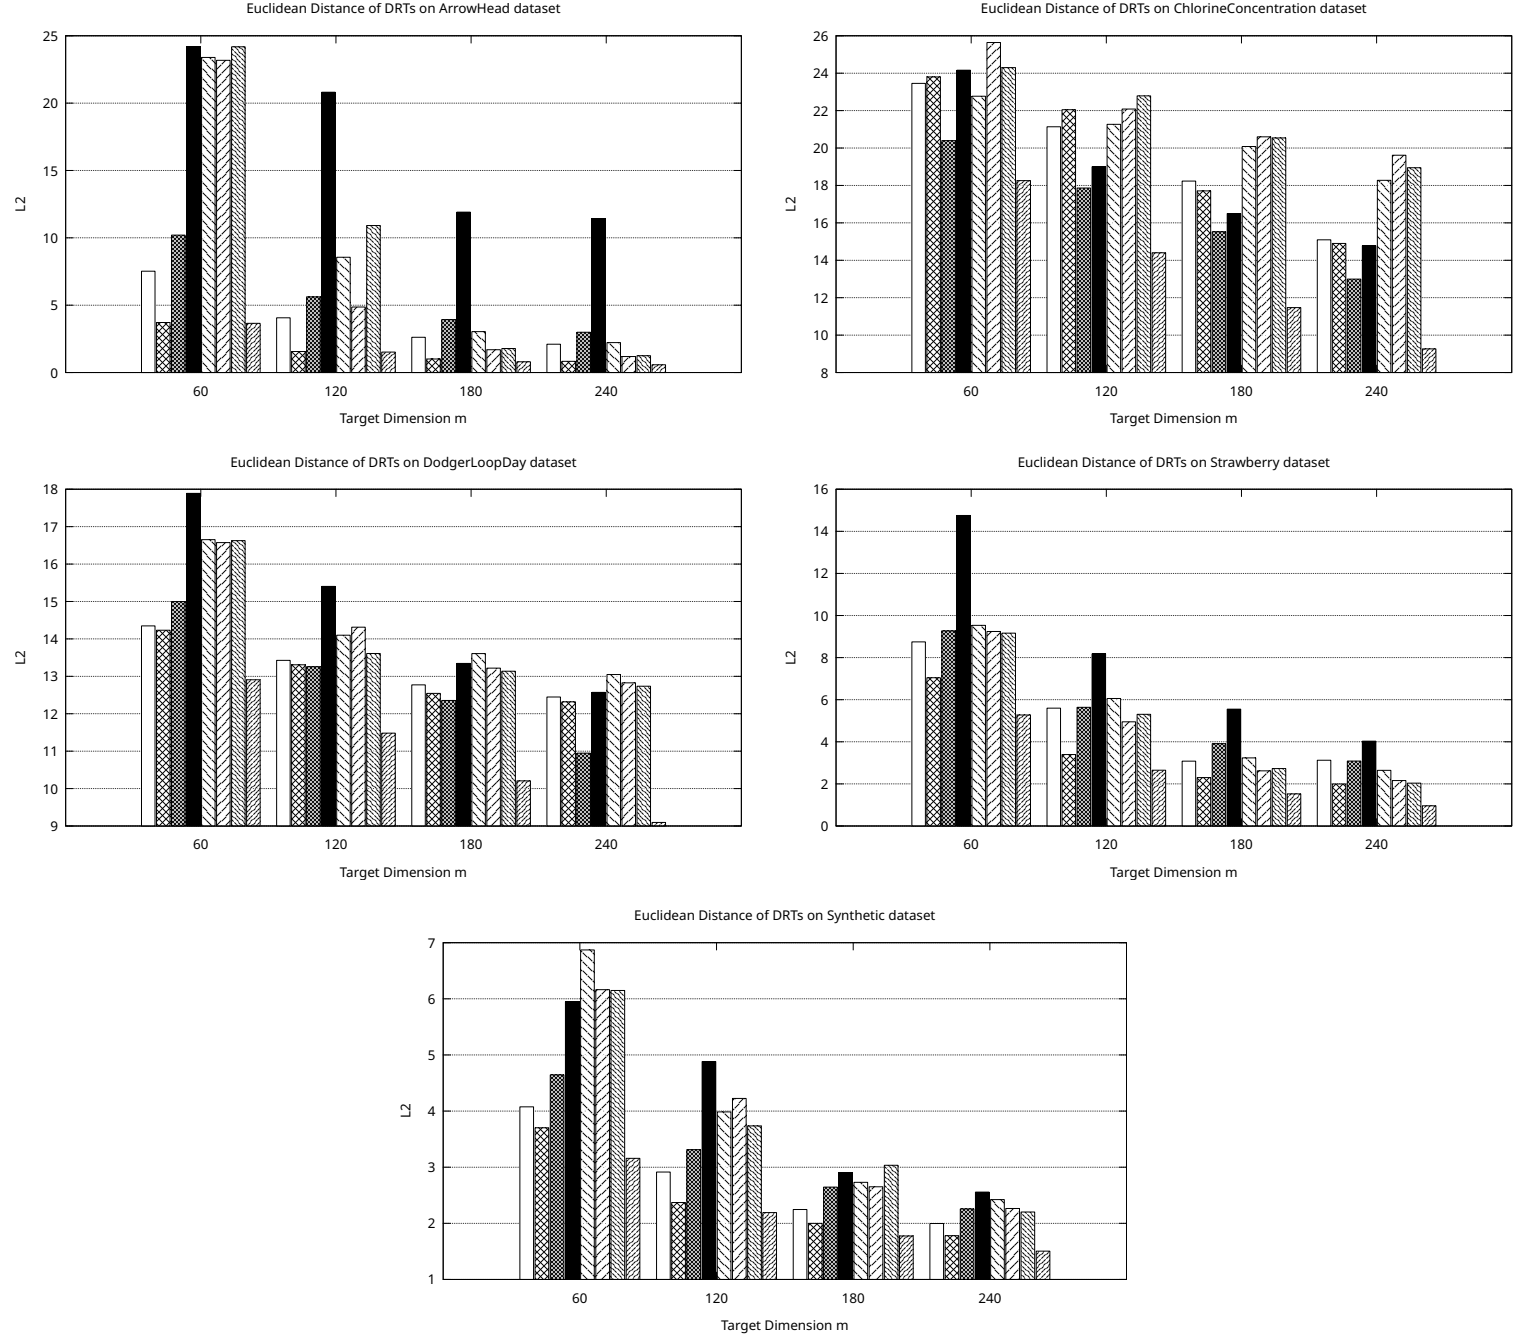 Euclidean Distance of DRTs on ArrowHead dataset
25
20
15
10
5
0
L2
60 120 180 240
Target Dimension m
Euclidean Distance of DRTs on ChlorineConcentration dataset
26
24
22
20
18
16
14
12
10
8
L2
60 120 180 240
Target Dimension m
Euclidean Distance of DRTs on DodgerLoopDay dataset
18
17
16
15
14
13
12
11
10
9
L2
60 120 180 240
Target Dimension m
Euclidean Distance of DRTs on Strawberry dataset
16
14
12
10
8
6
4
2
0
L2
60 120 180 240
Target Dimension m
Euclidean Distance of DRTs on Synthetic dataset
7
6
5
4
3
2
1
L2
60 120 180 240
Target Dimension m